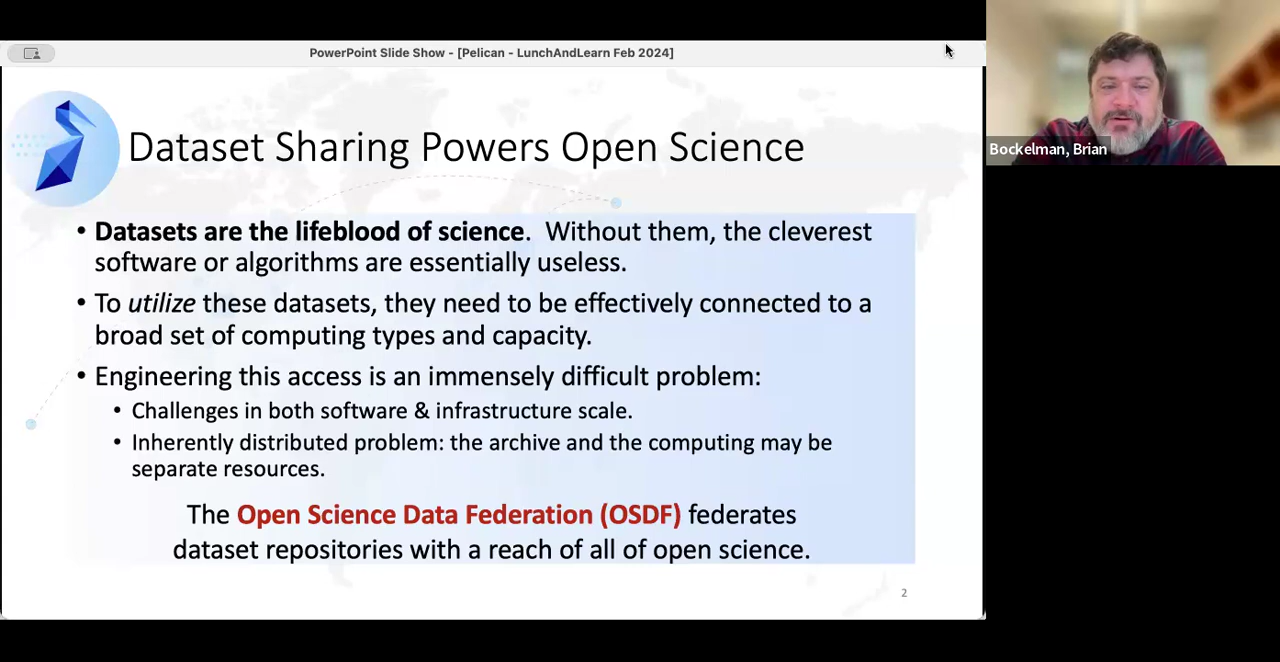 PowerPoint Slide Show - [Pelican - LunchAndLearn Feb 2024]
Bockelman, Brian
Dataset Sharing Powers Open Science
• Datasets are the lifeblood of science.  Without them, the cleverest
software or algorithms are essentially useless.
• To utilize these datasets, they need to be effectively connected to a
broad set of computing types and capacity.
• Engineering this access is an immensely difficult problem:
• Challenges in both software & infrastructure scale.
• Inherently distributed problem: the archive and the computing may be
separate resources.
The Open Science Data Federation (OSDF) federates
dataset repositories with a reach of all of open science.
2